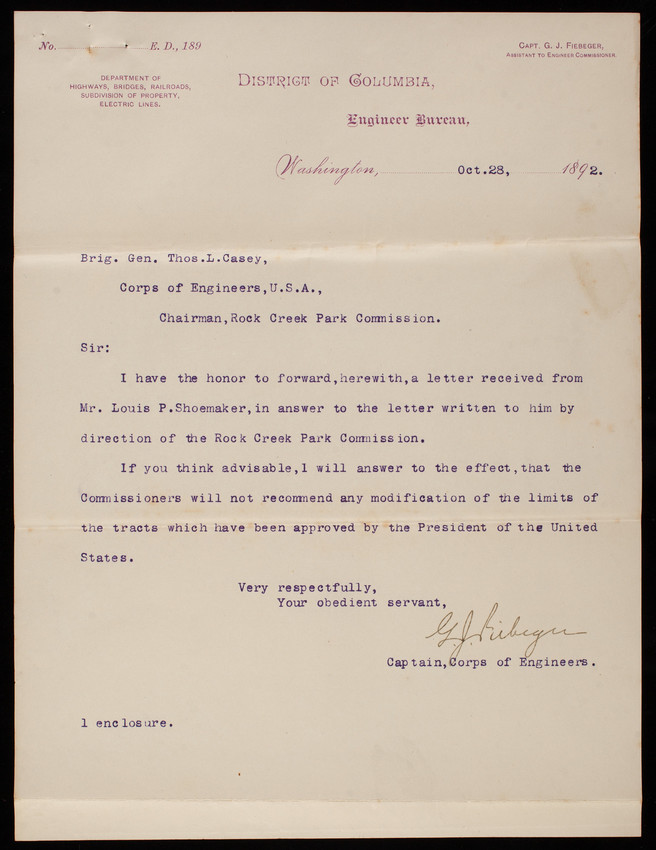 No. E. D., 189
CAPT. G. J. FIEBEGER,
ASSISTANT TO ENGINEER COMMISSIONER.
DEPARTMENT OF
HIGHWAYS, BRIDGES, RAILROADS,
SUBDIVISION OF PROPERTY,
ELECTRIC LINES.
DISTRICT OF COLUMBIA,
Engineer Bureau,
Washington, Oct.28, 1892.
Brig. Gen. Thos.L.Casey,
Corps of Engineers,U.S.A.,
Chairman,Rock Creek Park Commission.
Sir:
I have the honor to forward,herewith,a letter received from
Mr. Louis P.Shoemaker,in answer to the letter written to him by
direction of the Rock Creek Park Commission.
If you think advisable,I will answer to the effect,that the
Commissioners will not recommend any modification of the limits of
the tracts which have been approved by the President of the United
States.
Very respectfully,
Your obedient servant,
G. J. Fiebeger
Captain,Corps of Engineers.
1 enclosure.